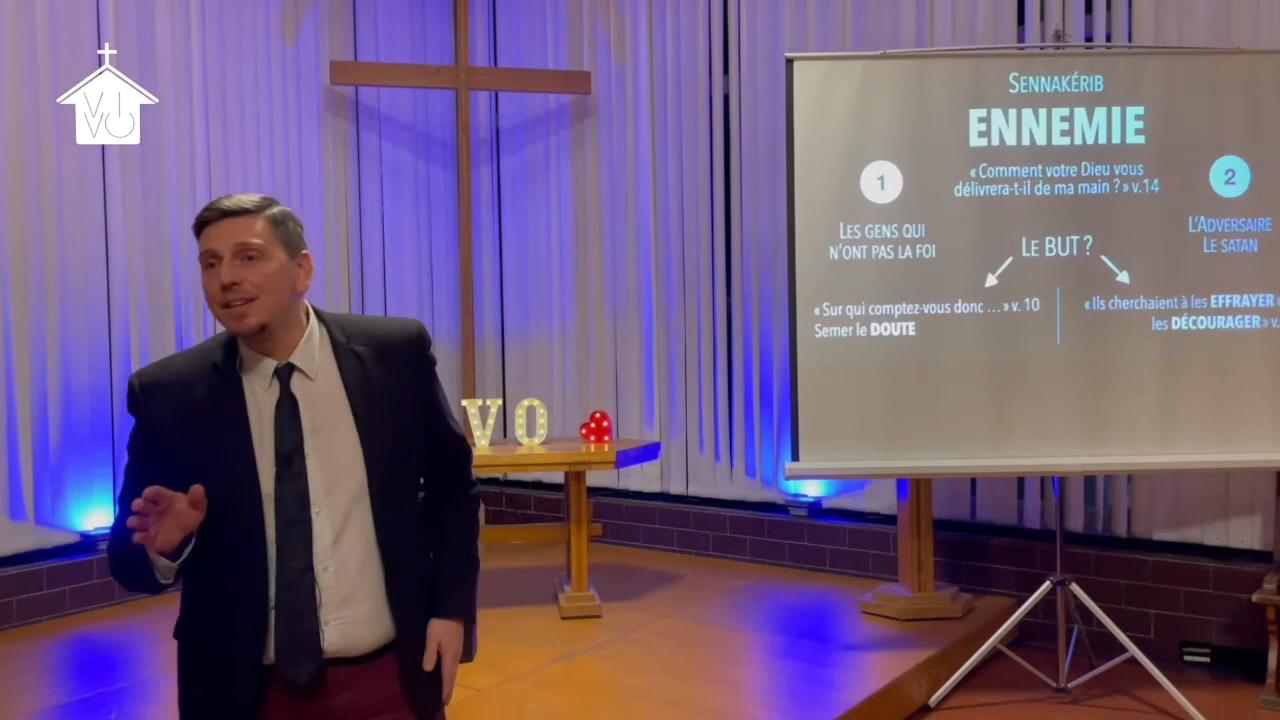 VI
VO
SENNAKÉRIB
ENNEMIE
« Comment votre Dieu vous
délivrera-t-il de ma main ? » v.14
1
LES GENS QUI
N'ONT PAS LA FOI
2
L'ADVERSAIRE
LE SATAN
LE BUT ?
« Sur qui comptez-vous donc ... » v. 10
Semer le DOUTE
« Ils cherchaient à les EFFRAYER
les DÉCOURAGER » v.
VO